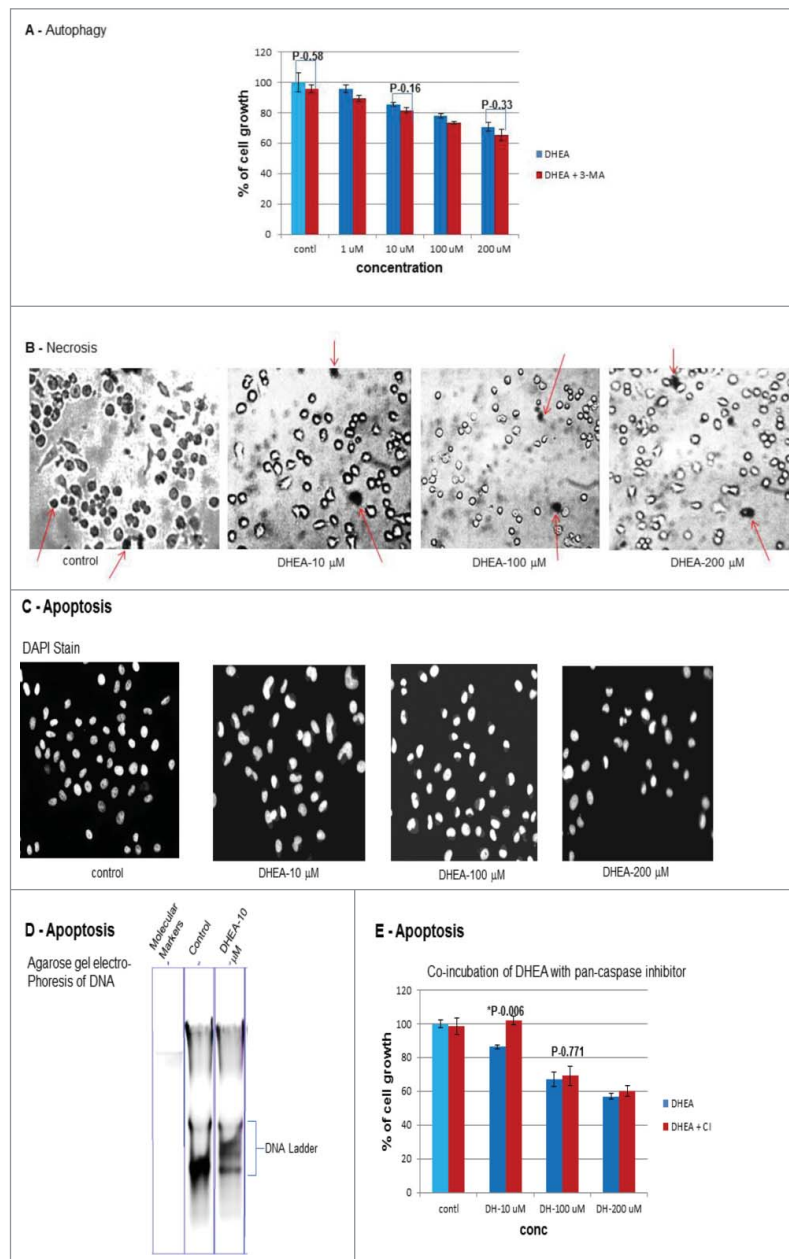 A - Autophagy
120
100
80
60
40
20
0
% of cell growth
P-0.58
P-0.16
P-0.33
contl 1 uM 10 uM 100 uM 200 uM
concentration
DHEA
DHEA + 3-MA
B - Necrosis
control
DHEA-10 μM
DHEA-100 μM
DHEA-200 μM
C - Apoptosis
DAPI Stain
control
DHEA-10 μM
DHEA-100 μM
DHEA-200 μM
D - Apoptosis
Agarose gel electro-
Phoresis of DNA
Molecular
Markers
Control
DHEA-10
μM
DNA Ladder
E - Apoptosis
Co-incubation of DHEA with pan-caspase inhibitor
120
100
80
60
40
20
0
% of cell growth
*P-0.006
P-0.771
contl DH-10 uM DH-100 uM DH-200 uM
conc
DHEA
DHEA + CI